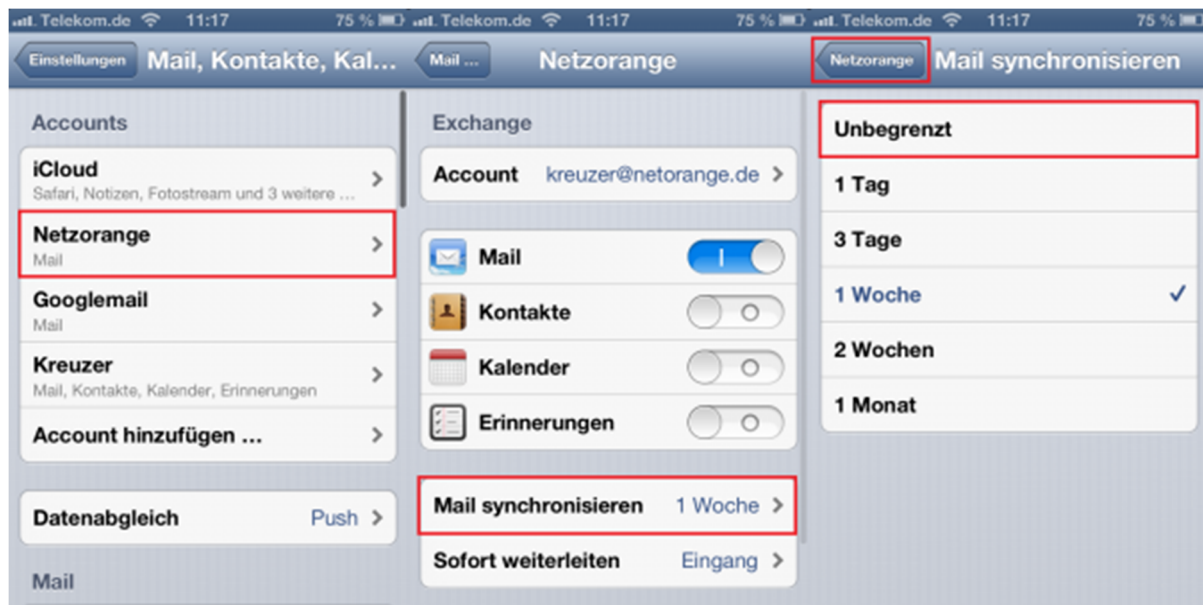 Telekom.de 11:17 75 %
Einstellungen Mail, Kontakte, Kal...
Accounts
iCloud
Safari, Notizen, Fotostream und 3 weitere ...
Netzorange
Mail
Googlemail
Mail
Kreuzer
Mail, Kontakte, Kalender, Erinnerungen
Account hinzufügen ...
Datenabgleich Push
Mail
Telekom.de 11:17 75 %
Mail ... Netzorange
Exchange
Account kreuzer@netorange.de
Mail
Kontakte
Kalender
Erinnerungen
Mail synchronisieren 1 Woche
Sofort weiterleiten Eingang
Telekom.de 11:17 75 %
Netzorange Mail synchronisieren
Unbegrenzt
1 Tag
3 Tage
1 Woche
2 Wochen
1 Monat